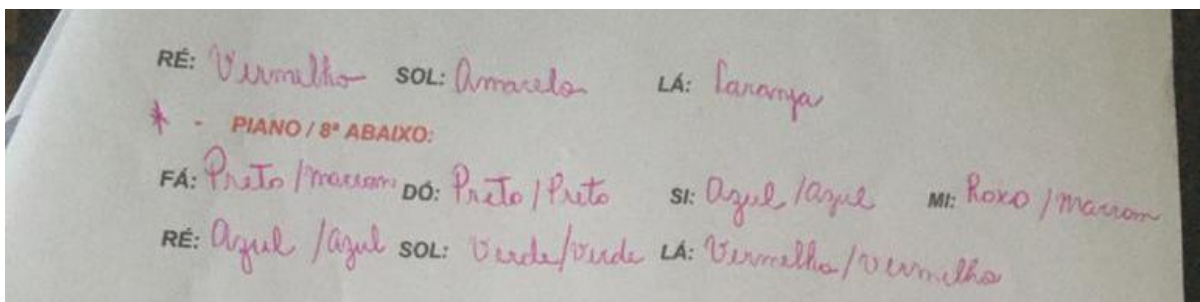 RÉ: Vermelho SOL: Amarelo LÁ: Laranja
* - PIANO / 8ª ABAIXO:
FÁ: Preto / marrom DÓ: Preto / Preto SI: Azul / azul MI: Roxo / marrom
RÉ: Azul / azul SOL: Verde / verde LÁ: Vermelho / vermelho